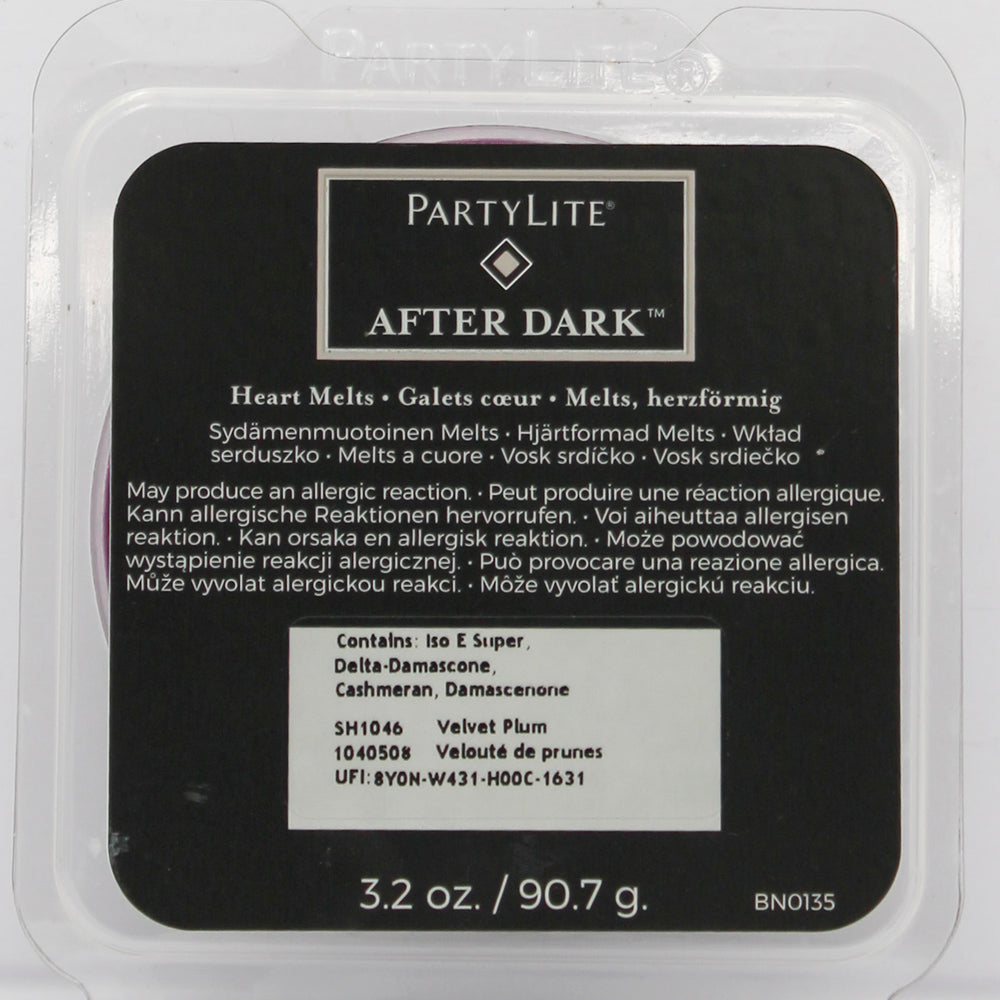 PARTYLITE®
PARTYLITE®
AFTER DARK™
Heart Melts • Galets cœur • Melts, herzförmig
Sydämenmuotoinen Melts • Hjärtformad Melts • Wkład
serduszko • Melts a cuore • Vosk srdíčko • Vosk srdiečko
May produce an allergic reaction. • Peut produire une réaction allergique.
Kann allergische Reaktionen hervorrufen. • Voi aiheuttaa allergisen
reaktion. • Kan orsaka en allergisk reaktion. • Może powodować
wystąpienie reakcji alergicznej. • Può provocare una reazione allergica.
Může vyvolat alergickou reakci. • Môže vyvolať alergickú reakciu.
Contains: Iso E Super,
Delta-Damascone,
Cashmeran, Damascenone
SH1046 Velvet Plum
1040508 Velouté de prunes
UFI: 8Y0N-W431-H00C-1631
3.2 oz. / 90.7 g.
BN0135